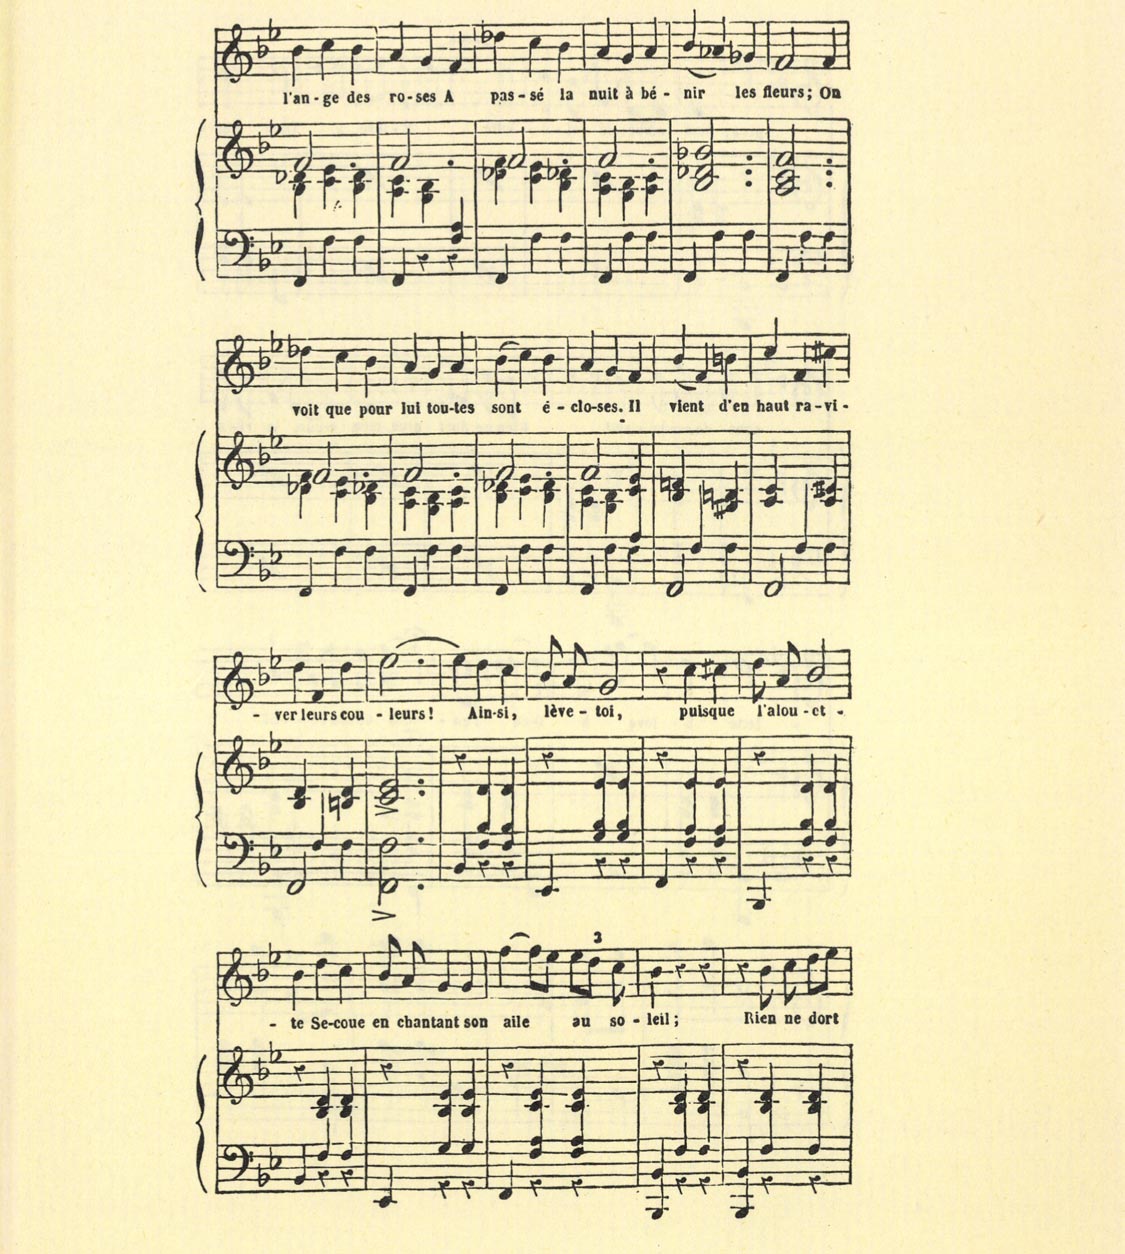 l'an-ge des ro-ses A pas-sé la nuit à bé-nir les fleurs; On
voit que pour lui tou-tes sont é-clo-ses. Il vient d'en haut ra-vi-
-ver leurs cou-leurs! Ain-si, lève-toi, puisque l'alou-et-
3
-te Se-coue en chantant son aile au so-leil; Rien ne dort